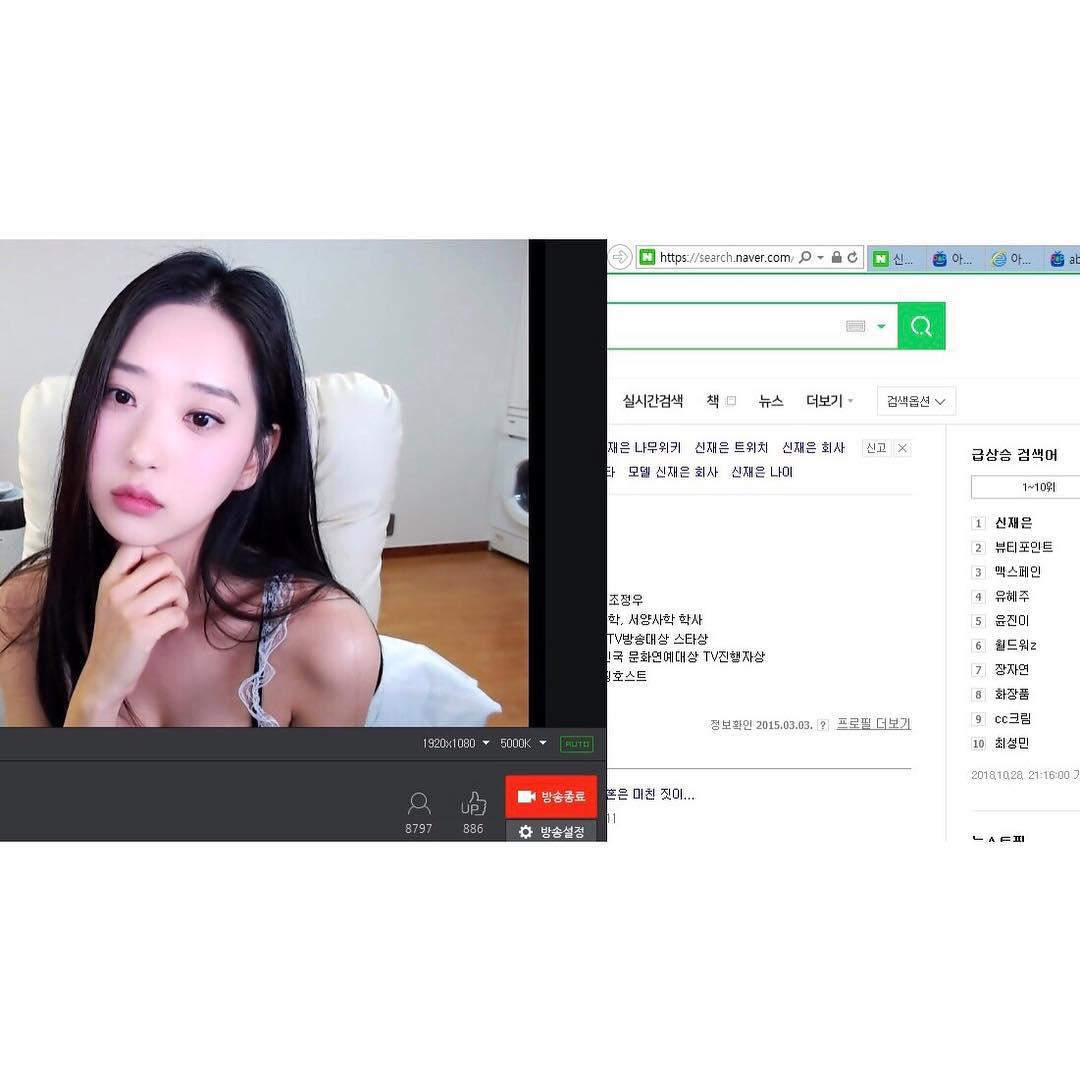 1920x1080 5000K AUTO
UP
8797 886
방송종료
방송설정
https://search.naver.com/
신...
아...
아...
실시간검색 책 뉴스 더보기 검색옵션
재은 나무위키 신재은 트위치 신재은 회사 신고
타 모델 신재은 회사 신재은 나이
조정우
학, 서양사학 학사
TV방송대상 스타상
민국 문화연예대상 TV진행자상
핑호스트
정보확인 2015.03.03. ? 프로필 더보기
혼은 미친 짓이...
11
급상승 검색어
1~10위
1 신재은
2 뷰티포인트
3 맥스페인
4 유혜주
5 윤진이
6 월드워z
7 장자연
8 화장품
9 cc크림
10 최성민
2018.10.28. 21:16:00